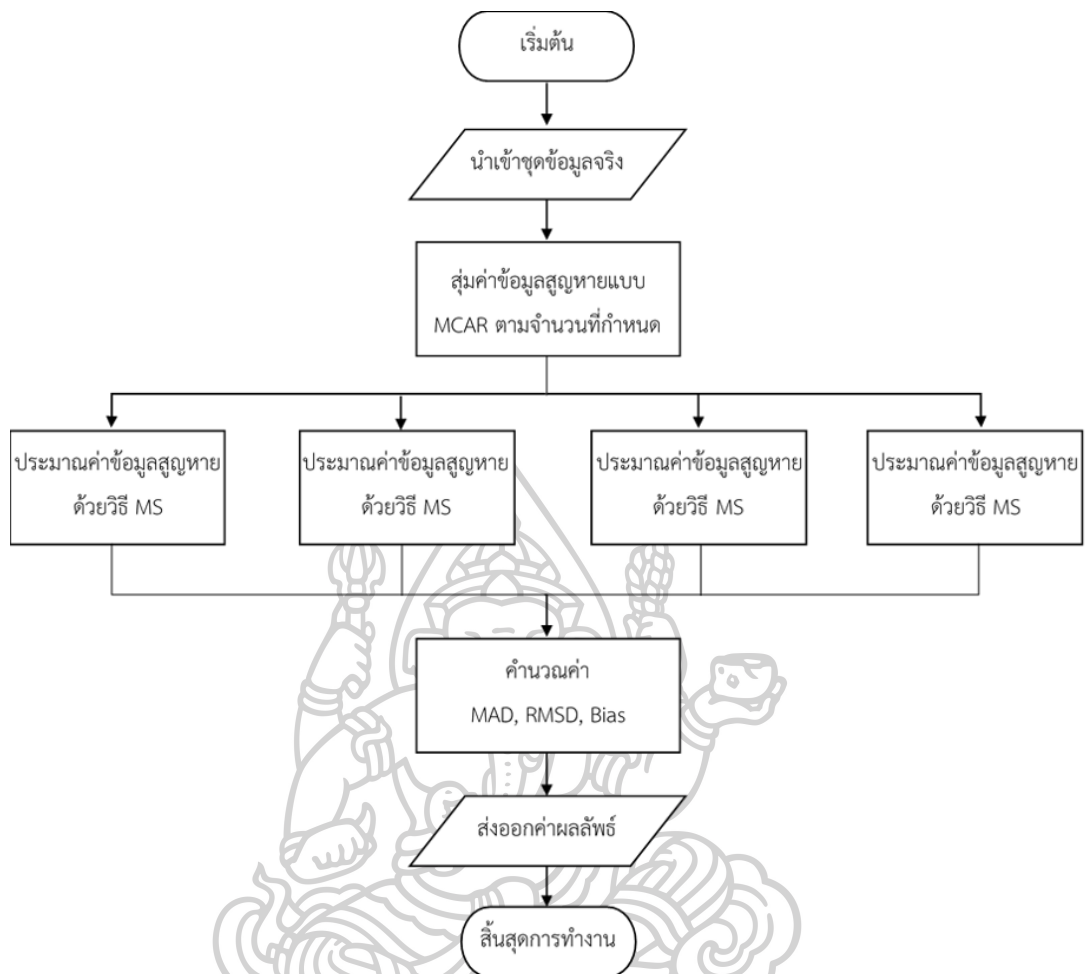 เริ่มต้น
นำเข้าชุดข้อมูลจริง
สุ่มค่าข้อมูลสูญหายแบบ
MCAR ตามจำนวนที่กำหนด
ประมาณค่าข้อมูลสูญหาย
ด้วยวิธี MS
ประมาณค่าข้อมูลสูญหาย
ด้วยวิธี MS
ประมาณค่าข้อมูลสูญหาย
ด้วยวิธี MS
ประมาณค่าข้อมูลสูญหาย
ด้วยวิธี MS
คำนวณค่า
MAD, RMSD, Bias
ส่งออกค่าผลลัพธ์
สิ้นสุดการทำงาน